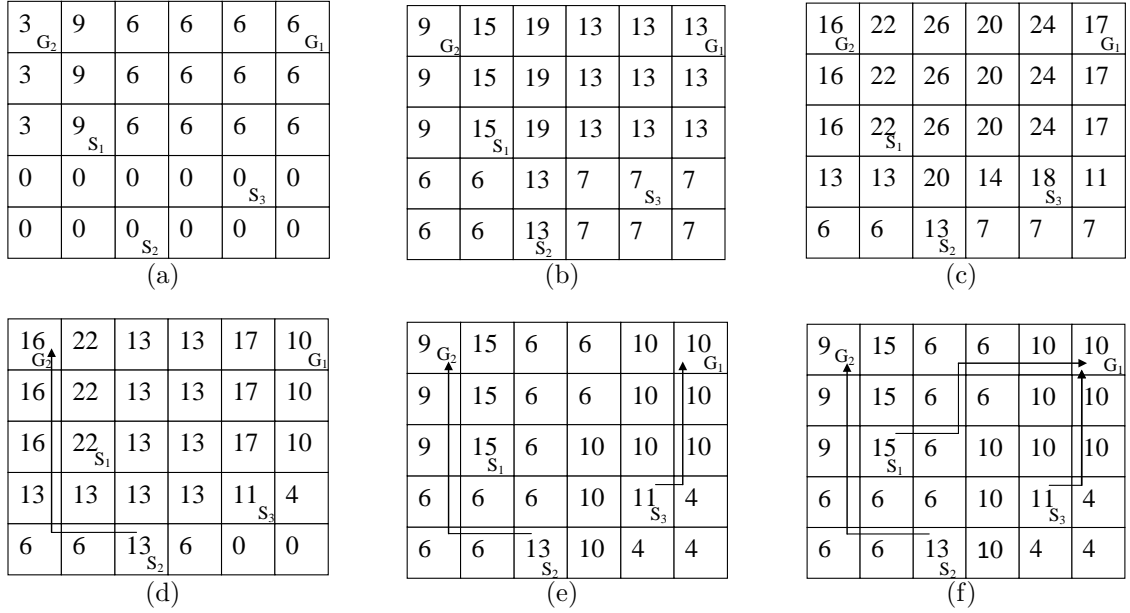 3 9 6 6 6 6
G2 G1
3 9 6 6 6 6
3 9 6 6 6 6
S1
0 0 0 0 0 0
S3
0 0 0 0 0 0
S2
(a)
9 15 19 13 13 13
G2 G1
9 15 19 13 13 13
9 15 19 13 13 13
S1
6 6 13 7 7 7
S3
6 6 13 7 7 7
S2
(b)
16 22 26 20 24 17
G2 G1
16 22 26 20 24 17
16 22 26 20 24 17
S1
13 13 20 14 18 11
S3
6 6 13 7 7 7
S2
(c)
16 22 13 13 17 10
G2 G1
16 22 13 13 17 10
16 22 13 13 17 10
S1
13 13 13 13 11 4
S3
6 6 13 6 0 0
S2
(d)
9 15 6 6 10 10
G2 G1
9 15 6 6 10 10
9 15 6 10 10 10
S1
6 6 6 10 11 4
S3
6 6 13 10 4 4
S2
(e)
9 15 6 6 10 10
G2 G1
9 15 6 6 10 10
9 15 6 10 10 10
S1
6 6 6 10 11 4
S3
6 6 13 10 4 4
S2
(f)